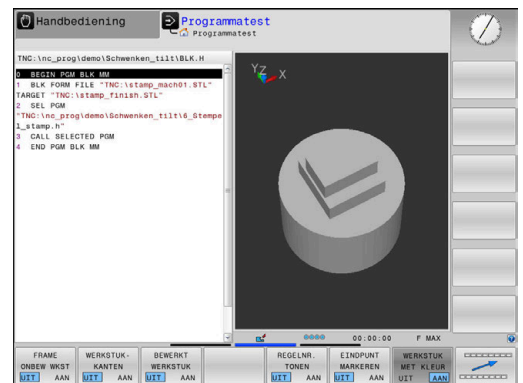 Handbediening
Programmatest
Programmatest
TNC:\nc_prog\demo\Schwenken_tilt\BLK.H
0 BEGIN PGM BLK MM
1 BLK FORM FILE "TNC:\stamp_mach01.STL"
TARGET "TNC:\stamp_finish.STL"
2 SEL PGM
"TNC:\nc_prog\demo\Schwenken_tilt\6_Stempe
l_stamp.h"
3 CALL SELECTED PGM
4 END PGM BLK MM
YZ X
00:00:00 F MAX
FRAME
ONBEW WKST
UIT AAN
WERKSTUK-
KANTEN
UIT AAN
BEWERKT
WERKSTUK
UIT AAN
REGELNR.
TONEN
UIT AAN
EINDPUNT
MARKEREN
UIT AAN
WERKSTUK
MET KLEUR
UIT AAN